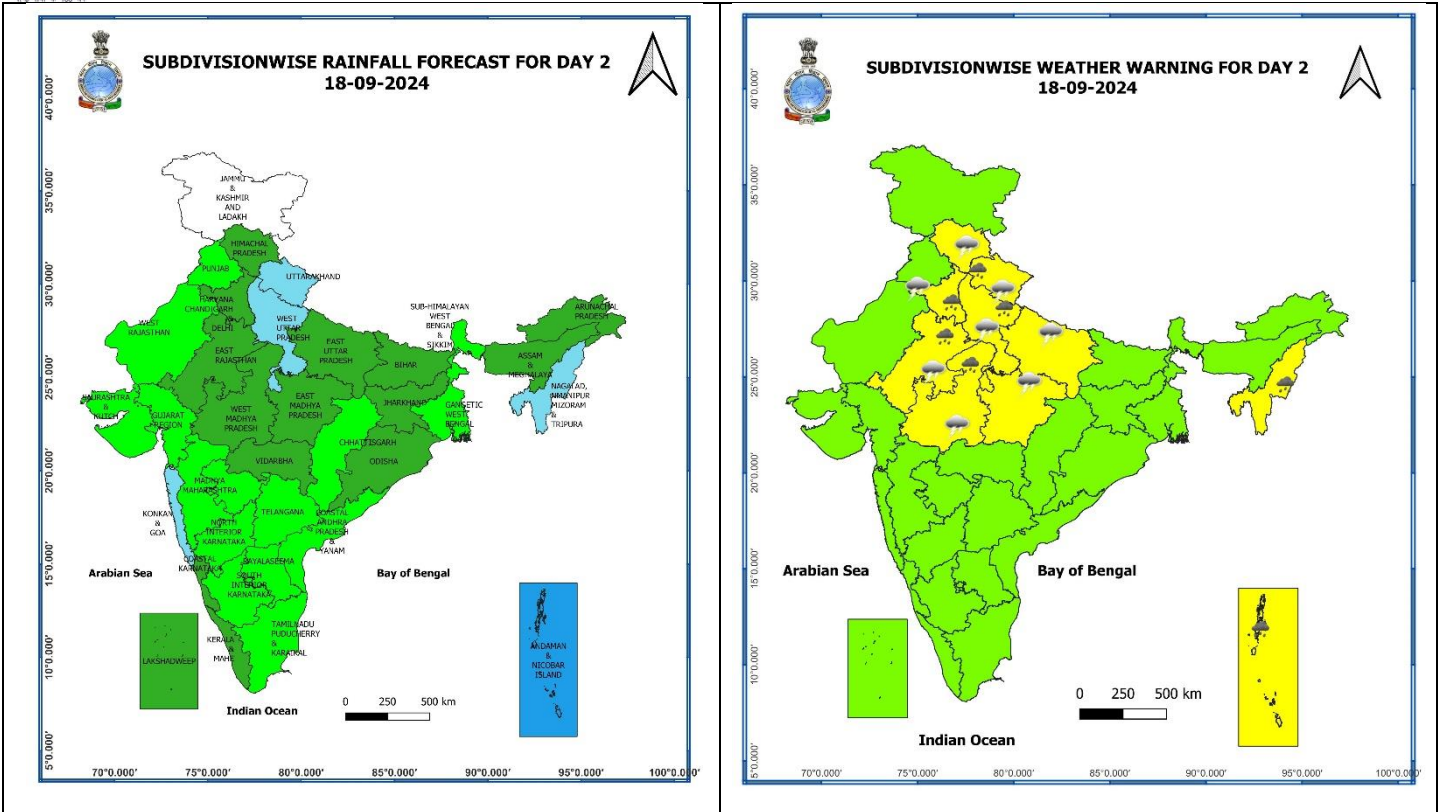 SUBDIVISIONWISE RAINFALL FORECAST FOR DAY 2
18-09-2024
40°0.000'
35°0.000'
30°0.000'
25°0.000'
20°0.000'
15°0.000'
10°0.000'
5°0.000'
JAMMU
&
KASHMIR
AND
LADAKH
HIMACHAL
PRADESH
PUNJAB
UTTARAKHAND
HARYANA
CHANDIGARH
&
DELHI
WEST
RAJASTHAN
WEST
UTTAR
PRADESH
EAST
RAJASTHAN
EAST
UTTAR
PRADESH
SUB-HIMALAYAN
WEST
BENGAL
&
SIKKIM
ARUNACHAL
PRADESH
ASSAM
&
MEGHALAYA
BIHAR
NAGALAND,
MANIPUR
MIZORAM
&
TRIPURA
SAURASHTRA
&
KUTCH
GUJARAT
REGION
WEST
MADHYA
PRADESH
EAST
MADHYA
PRADESH
JHARKHAND
GANGETIC
WEST
BENGAL
CHHATTISGARH
VIDARBHA
ODISHA
MADHYA
MAHARASHTRA
KONKAN
&
GOA
TELANGANA
COASTAL
ANDHRA
PRADESH
&
YANAM
NORTH
INTERIOR
KARNATAKA
COASTAL
KARNATAKA
RAYALASEEMA
SOUTH
INTERIOR
KARNATAKA
Arabian Sea
Bay of Bengal
TAMILNADU
PUDUCHERRY
&
KARAIKAL
KERALA
&
MAHE
LAKSHADWEEP
ANDAMAN
&
NICOBAR
ISLAND
Indian Ocean
0 250 500 km
70°0.000' 75°0.000' 80°0.000' 85°0.000' 90°0.000' 95°0.000' 100°0.000'
SUBDIVISIONWISE WEATHER WARNING FOR DAY 2
18-09-2024
40°0.000'
35°0.000'
30°0.000'
25°0.000'
20°0.000'
15°0.000'
10°0.000'
5°0.000'
Arabian Sea
Bay of Bengal
0 250 500 km
Indian Ocean
70°0.000' 75°0.000' 80°0.000' 85°0.000' 90°0.000' 95°0.000' 100°0.000'